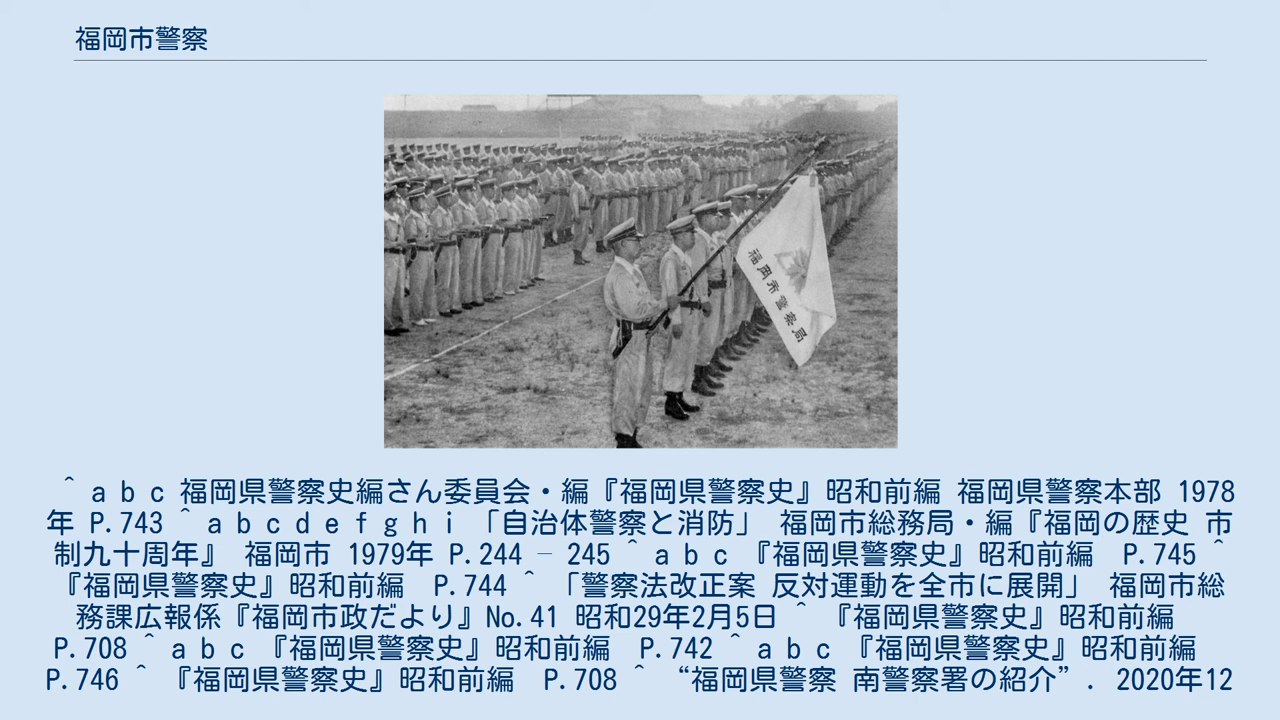 福岡市警察
福岡市警察局
＾ ａ ｂ ｃ 福岡県警察史編さん委員会・編『福岡県警察史』昭和前編 福岡県警察本部 1978
年 P.743 ＾ ａ ｂ ｃ ｄ ｅ ｆ ｇ ｈ ｉ 「自治体警察と消防」 福岡市総務局・編『福岡の歴史 市
制九十周年』 福岡市 1979年 P.244 – 245 ＾ ａ ｂ ｃ 『福岡県警察史』昭和前編　P.745 ＾
『福岡県警察史』昭和前編　P.744 ＾ 「警察法改正案 反対運動を全市に展開」 福岡市総
務課広報係『福岡市政だより』No.41 昭和29年2月5日 ＾ 『福岡県警察史』昭和前編
P.708 ＾ ａ ｂ ｃ 『福岡県警察史』昭和前編　P.742 ＾ ａ ｂ ｃ 『福岡県警察史』昭和前編
P.746 ＾ 『福岡県警察史』昭和前編　P.708 ＾ “福岡県警察 南警察署の紹介”. 2020年12